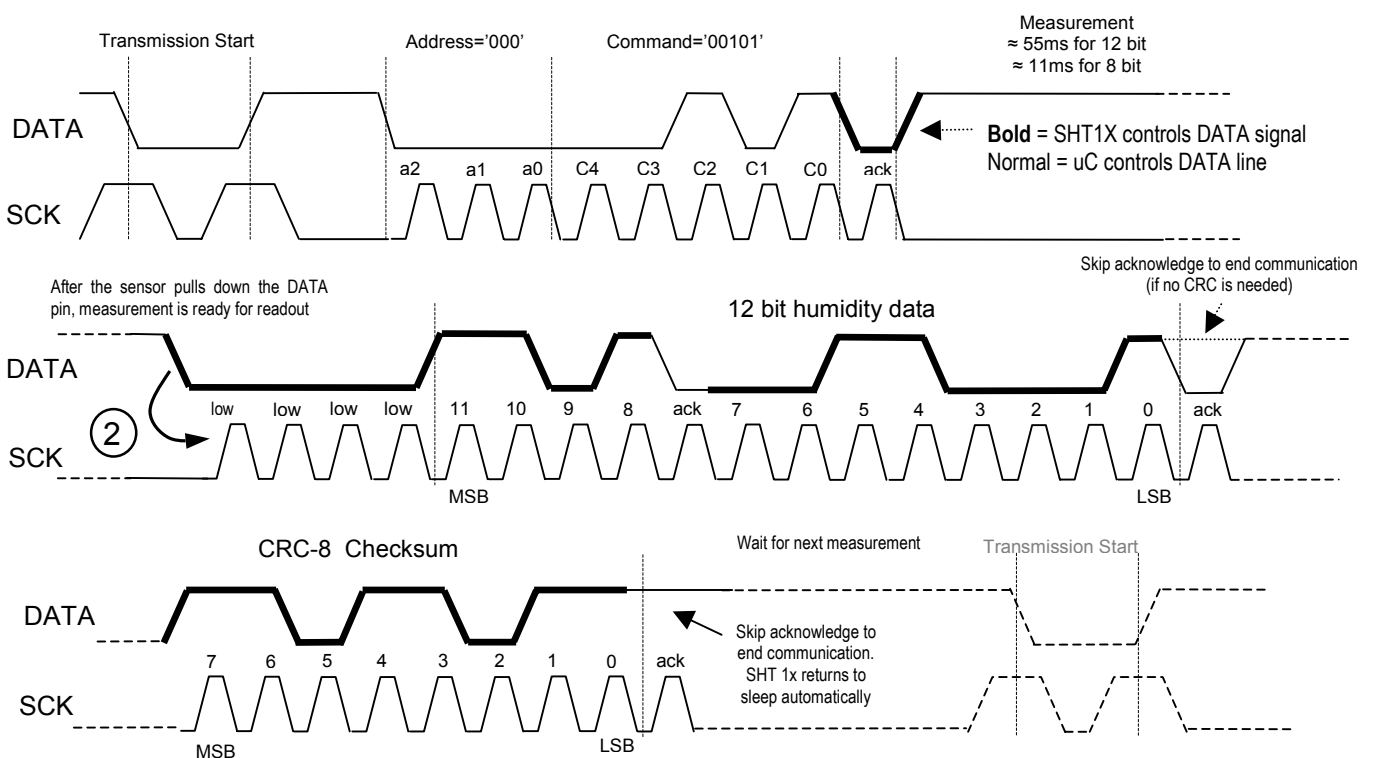 Transmission Start
Address='000'
Command='00101'
Measurement
≈ 55ms for 12 bit
≈ 11ms for 8 bit
DATA
Bold = SHT1X controls DATA signal
Normal = uC controls DATA line
a2 a1 a0 C4 C3 C2 C1 C0 ack
SCK
After the sensor pulls down the DATA
pin, measurement is ready for readout
12 bit humidity data
Skip acknowledge to end communication
(if no CRC is needed)
DATA
low low low low 11 10 9 8 ack 7 6 5 4 3 2 1 0 ack
2
SCK
MSB
LSB
CRC-8 Checksum
Wait for next measurement
Transmission Start
DATA
Skip acknowledge to
end communication.
SHT 1x returns to
sleep automatically
7 6 5 4 3 2 1 0 ack
SCK
MSB
LSB